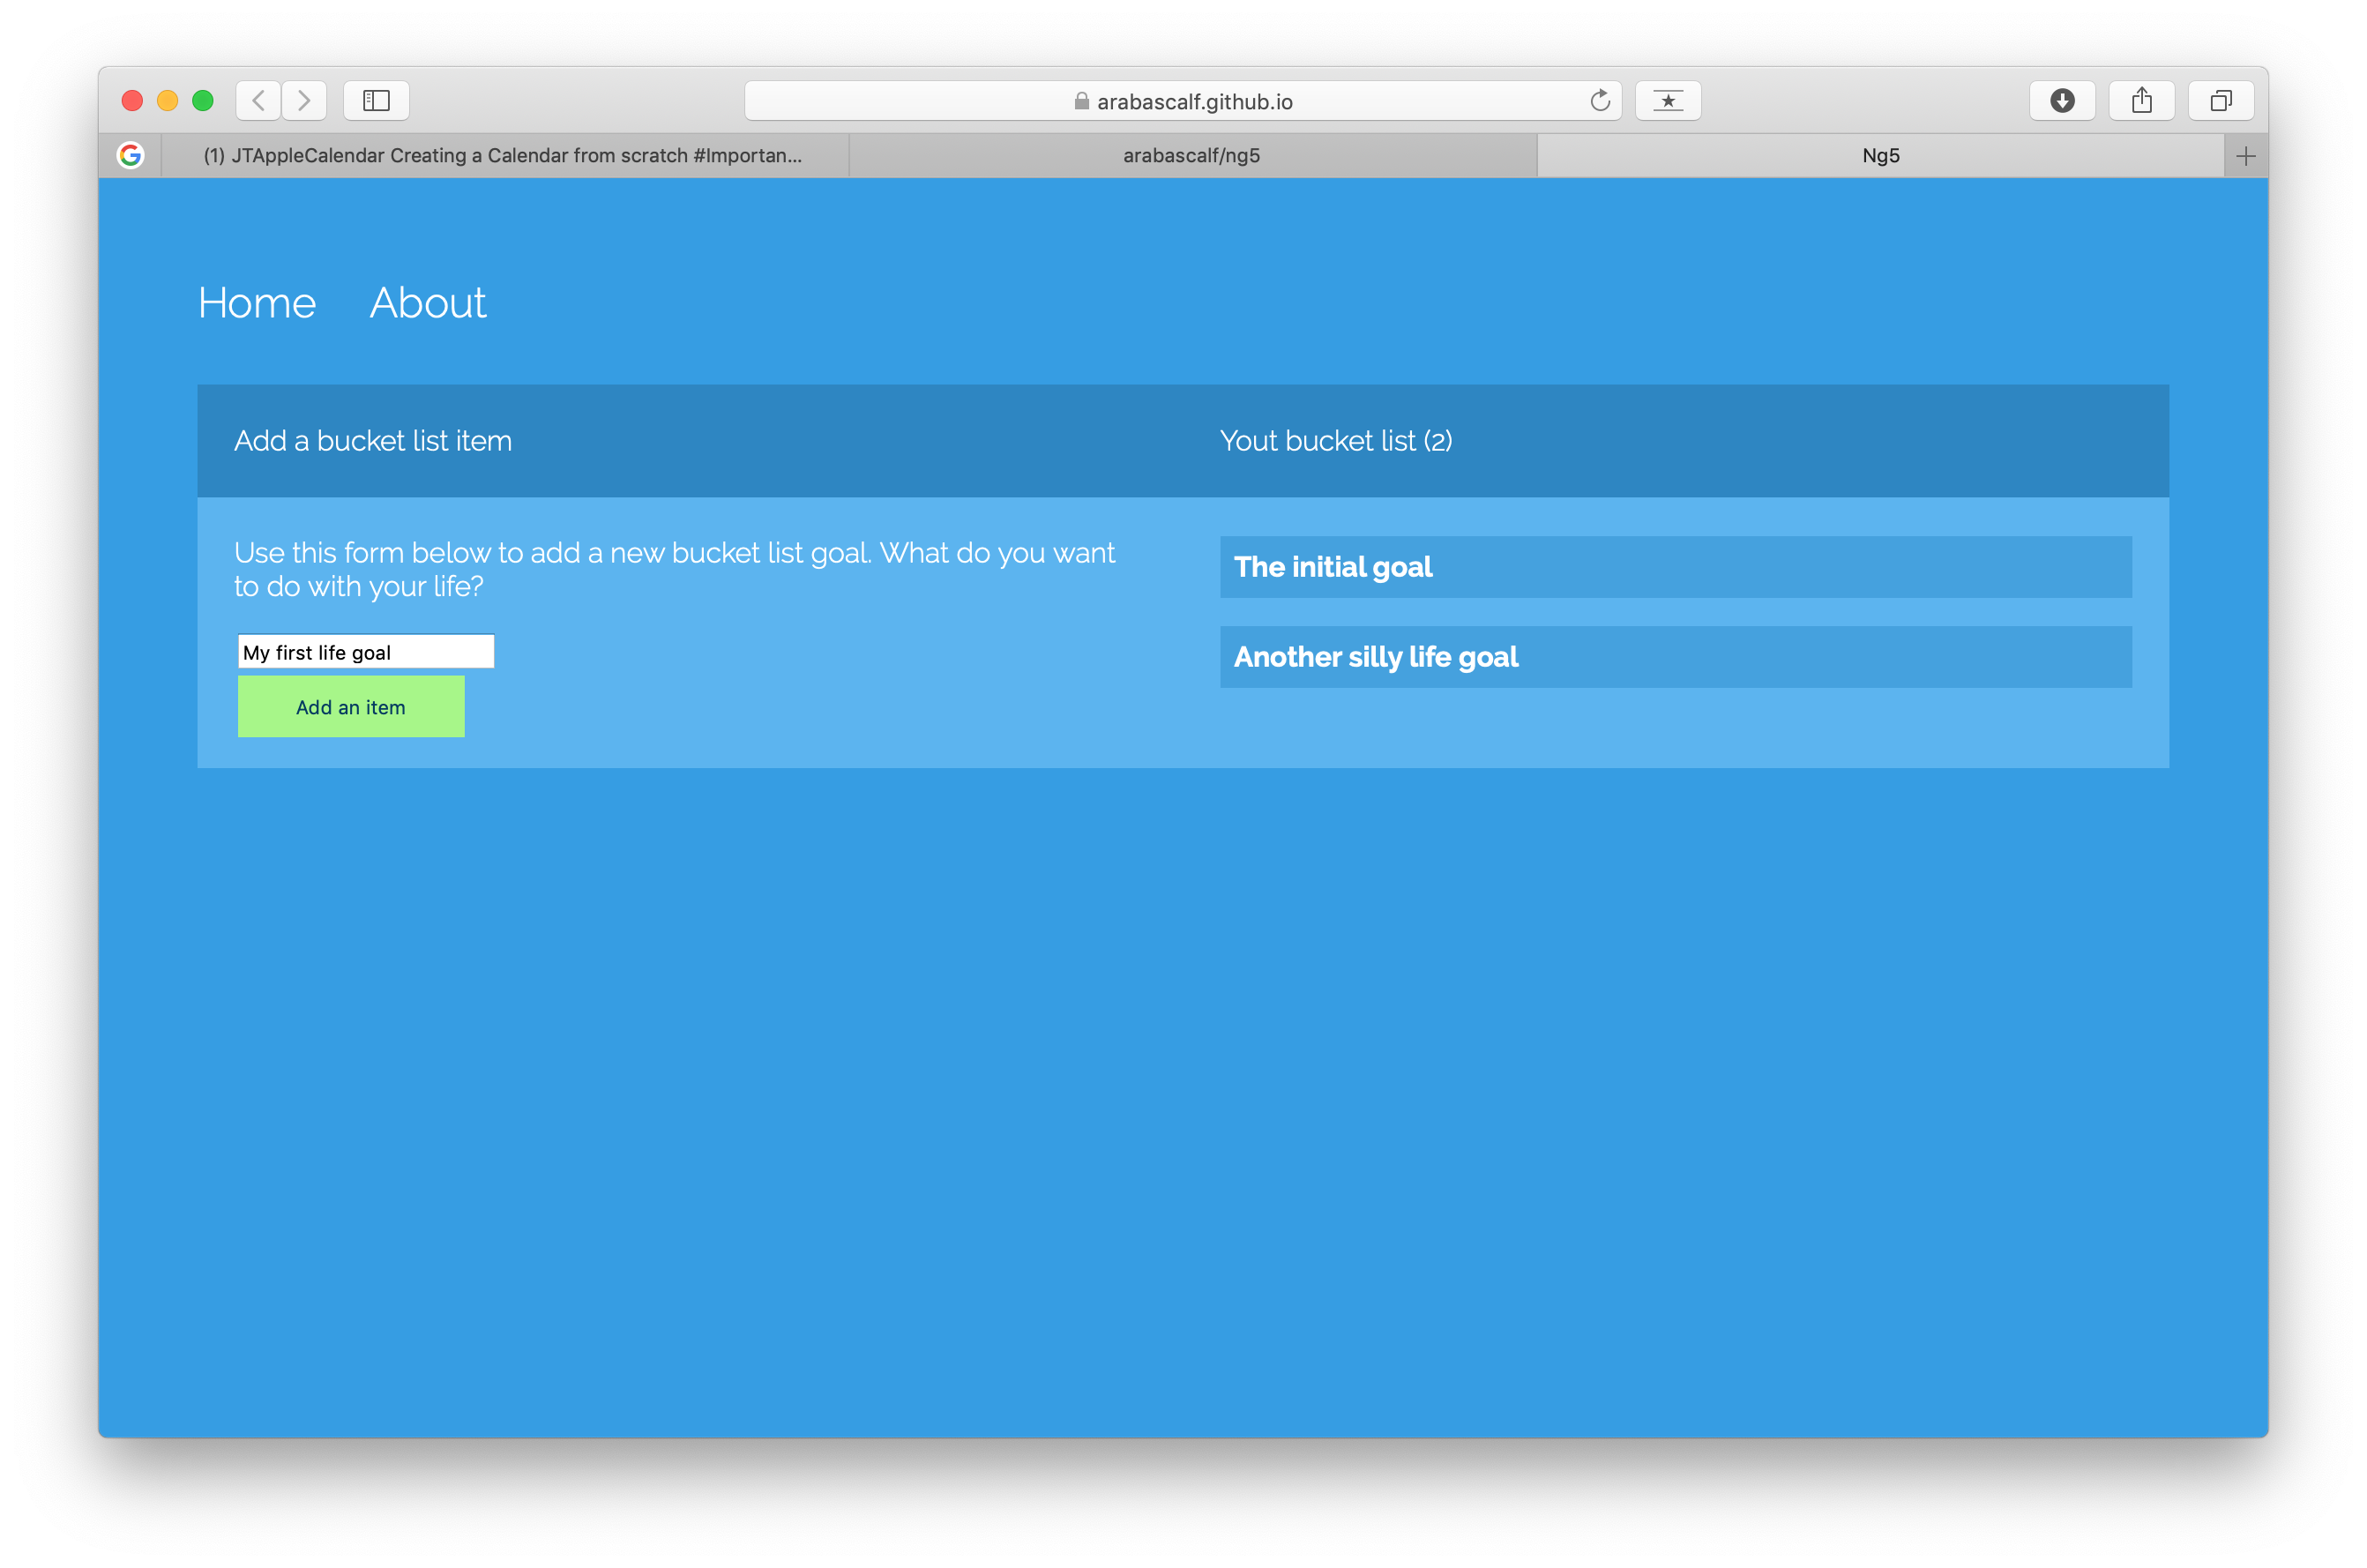 arabascalf.github.io
(1) JTAppleCalendar Creating a Calendar from scratch #Importan...
arabascalf/ng5
Ng5
Home
About
Add a bucket list item
Yout bucket list (2)
Use this form below to add a new bucket list goal. What do you want
to do with your life?
My first life goal
Add an item
The initial goal
Another silly life goal